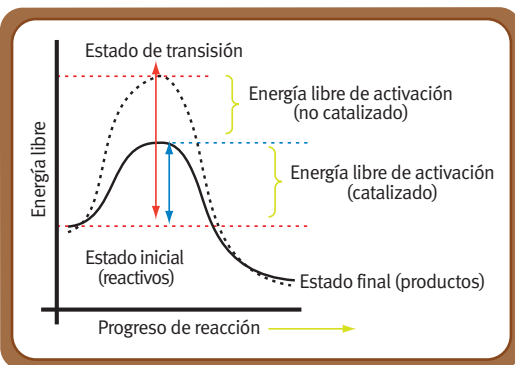 Estado de transisión
Energía libre de activación
(no catalizado)
Energía libre de activación
(catalizado)
Energía libre
Estado inicial
(reactivos)
Estado final (productos)
Progreso de reacción